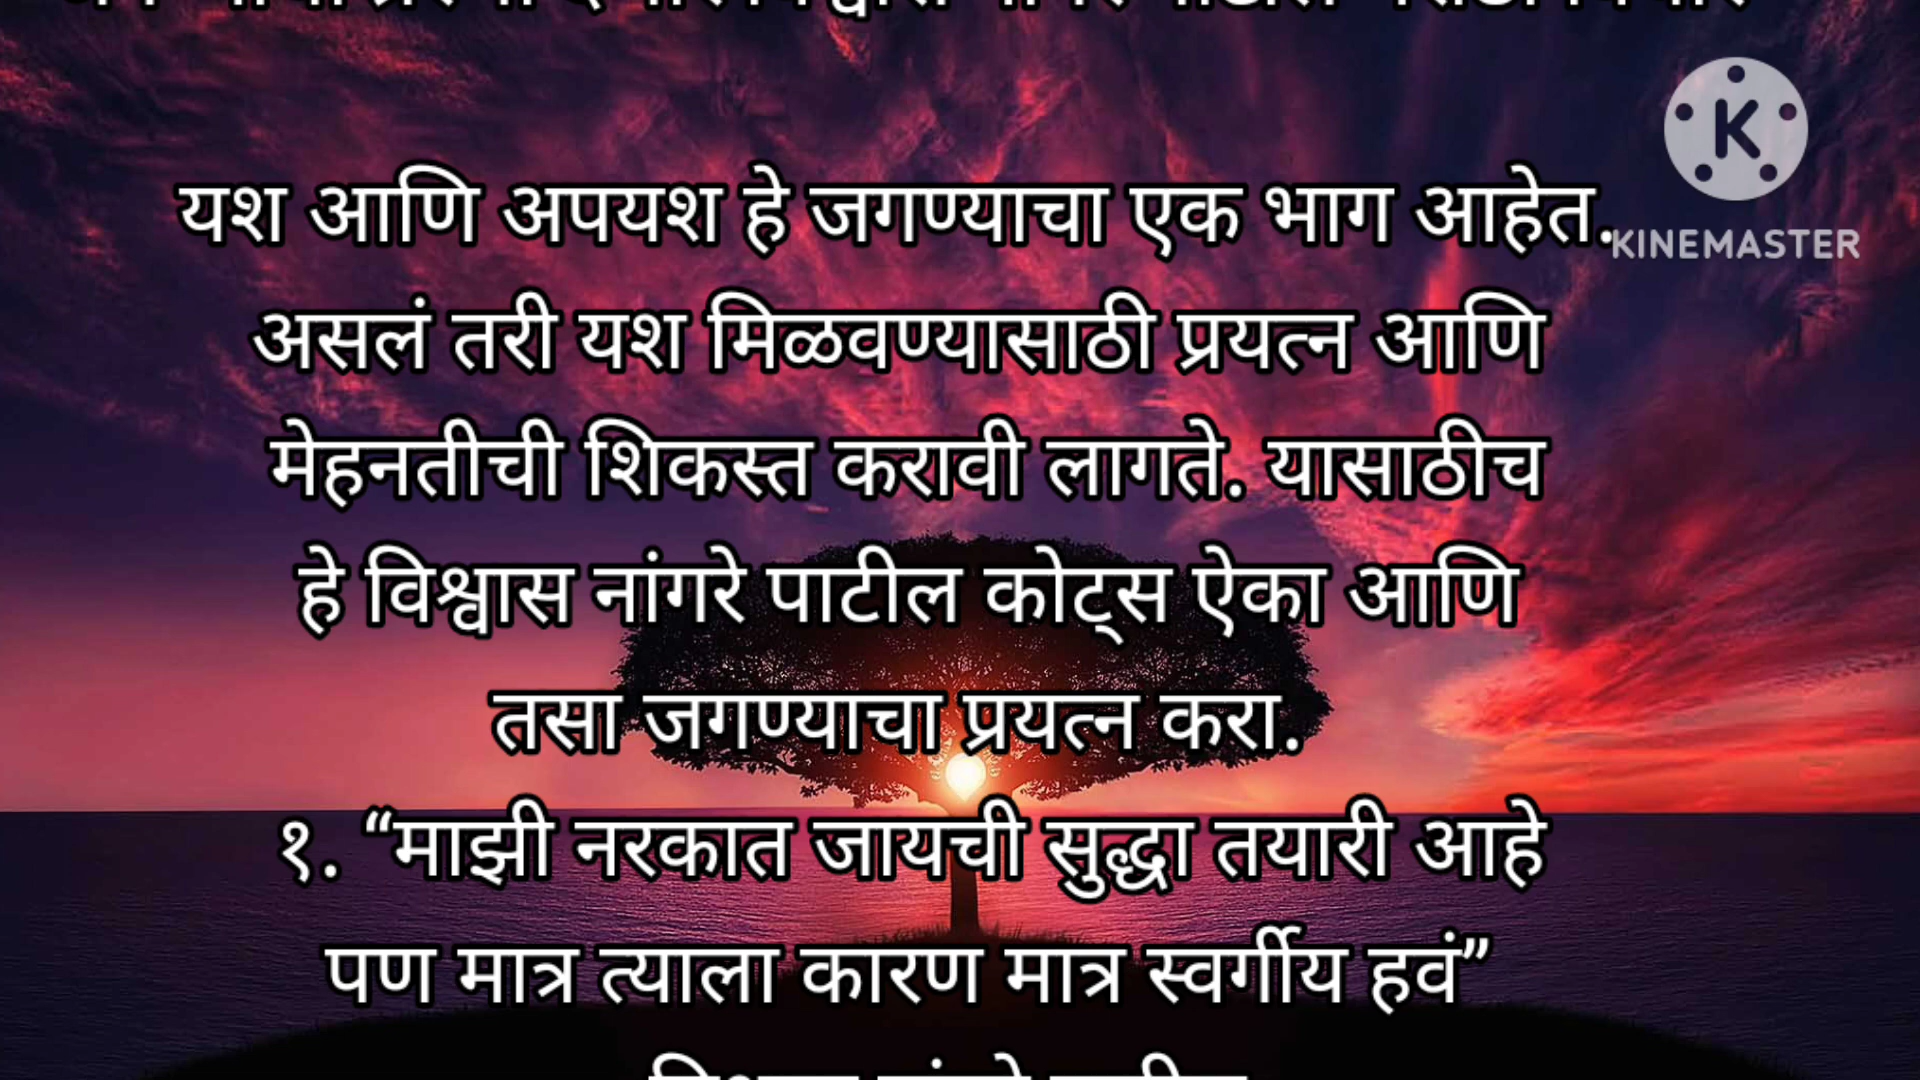 यश आणि अपयश हे जगण्याचा एक भाग आहेत.
KINEMASTER
असलं तरी यश मिळवण्यासाठी प्रयत्न आणि
मेहनतीची शिकस्त करावी लागते. यासाठीच
हे विश्वास नांगरे पाटील कोट्स ऐका आणि
तसा जगण्याचा प्रयत्न करा.
१. “माझी नरकात जायची सुद्धा तयारी आहे
पण मात्र त्याला कारण मात्र स्वर्गीय हवं”